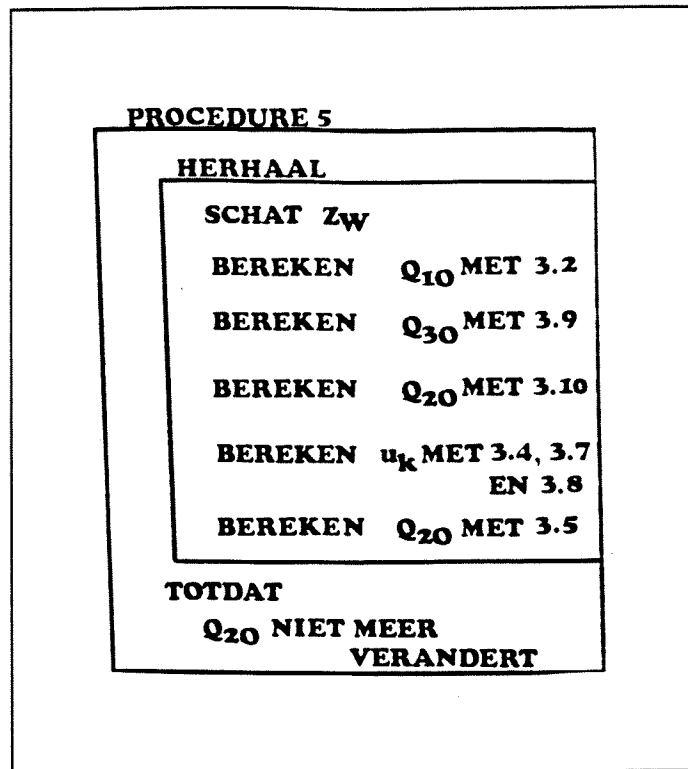 PROCEDURE 5
HERHAAL
SCHAT ZW
BEREKEN Q10 MET 3.2
BEREKEN Q30 MET 3.9
BEREKEN Q20 MET 3.10
BEREKEN uk MET 3.4, 3.7
EN 3.8
BEREKEN Q20 MET 3.5
TOTDAT
Q20 NIET MEER
VERANDERT